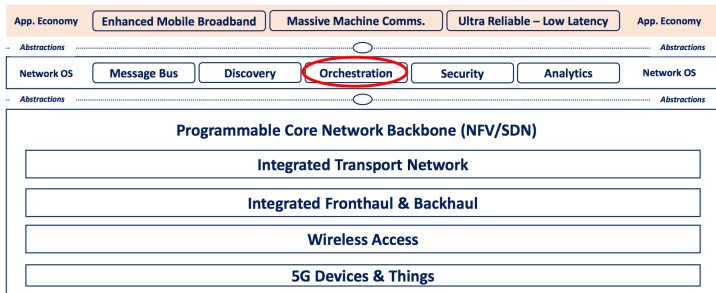 App. Economy Enhanced Mobile Broadband Massive Machine Comms. Ultra Reliable – Low Latency App. Economy
Abstractions Abstractions
Network OS Message Bus Discovery Orchestration Security Analytics Network OS
Abstractions Abstractions
Programmable Core Network Backbone (NFV/SDN)
Integrated Transport Network
Integrated Fronthaul & Backhaul
Wireless Access
5G Devices & Things